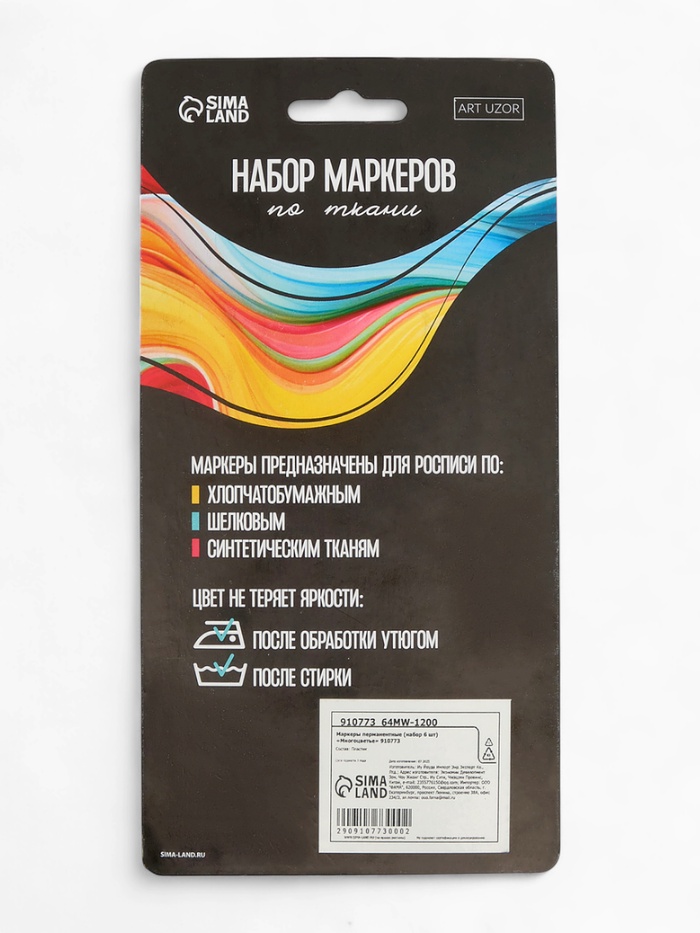 SIMA
LAND
ART UZOR
НАБОР МАРКЕРОВ
по ткани
МАРКЕРЫ ПРЕДНАЗНАЧЕНЫ ДЛЯ РОСПИСИ ПО:
ХЛОПЧАТОБУМАЖНЫМ
ШЕЛКОВЫМ
СИНТЕТИЧЕСКИМ ТКАНЯМ
ЦВЕТ НЕ ТЕРЯЕТ ЯРКОСТИ:
ПОСЛЕ ОБРАБОТКИ УТЮГОМ
ПОСЛЕ СТИРКИ
910773 64MW-1200
Маркеры перманентные (набор 6 шт)
«Многоцветье» 910773
Состав: Пластик
SIMA
LAND
2909107730002
SIMA-LAND.RU